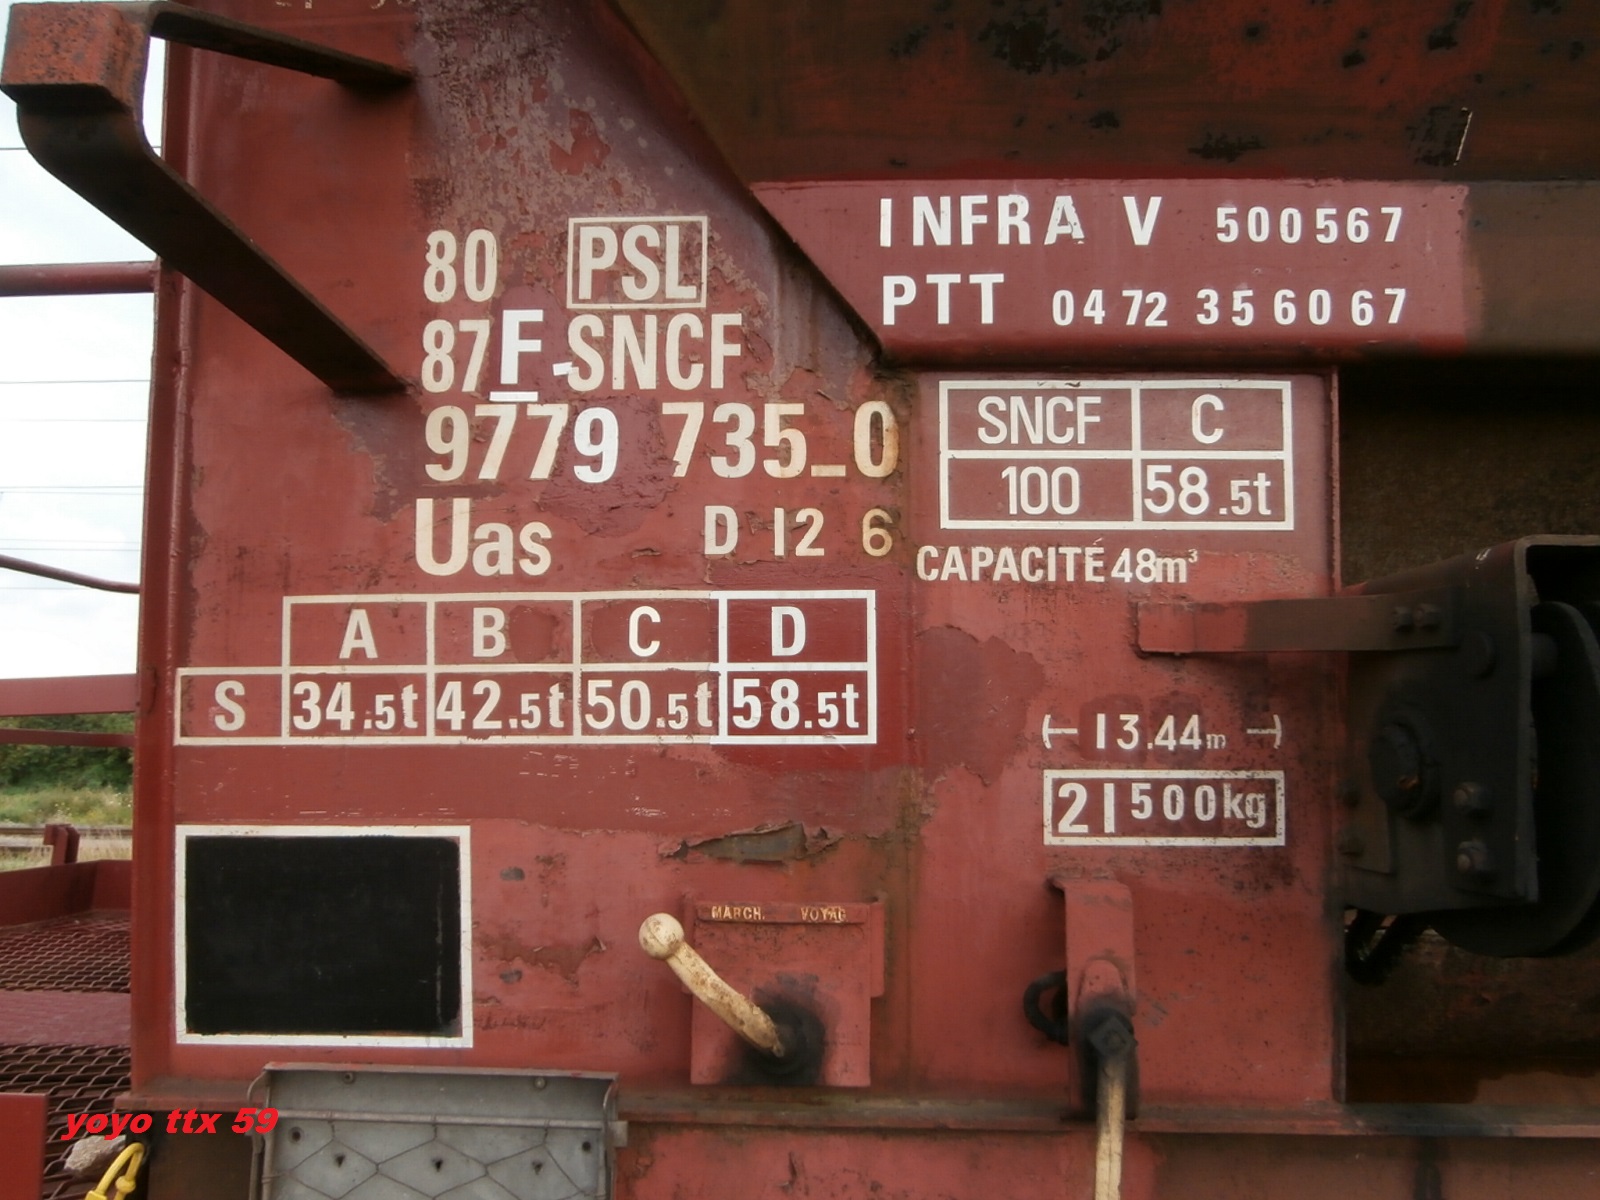 80 PSL
87 F-SNCF
9779 735_0
Uas D 12 6
INFRA V 500567
PTT 04 72 35 60 67
SNCF C
100 58.5t
CAPACITÉ 48m³
A B C D
S 34.5t 42.5t 50.5t 58.5t
13.44m
21500kg
MARCH. VOYAG
yoyo ttx 59